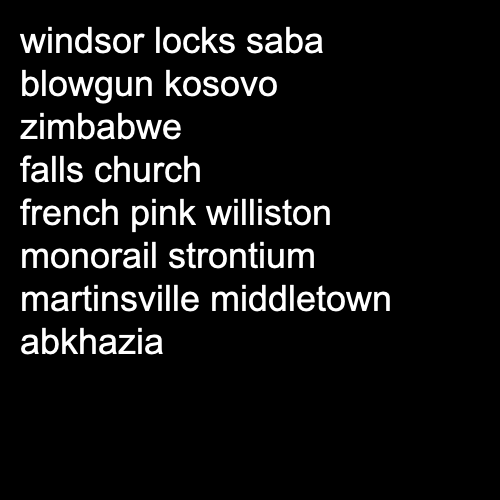 windsor locks saba
blowgun kosovo
zimbabwe
falls church
french pink williston
monorail strontium
martinsville middletown
abkhazia